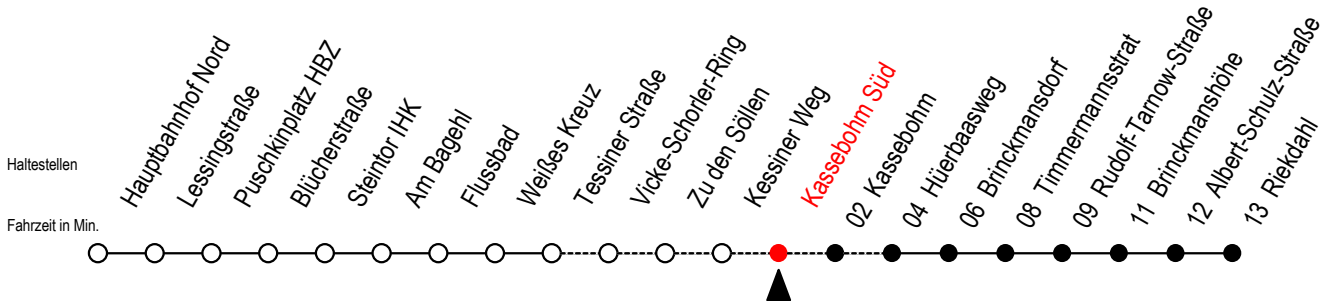 Haltestellen
Fahrzeit in Min.
Hauptbahnhof Nord
Lessingstraße
Puschkinplatz HBZ
Blücherstraße
Steintor IHK
Am Bagehl
Flussbad
Weißes Kreuz
Tessiner Straße
Vicke-Schorler-Ring
Zu den Söllen
Kessiner Weg
Kassebohm Süd
02 Kassebohm
04 Hüerbaasweg
06 Brinckmansdorf
08 Timmermannsstrat
09 Rudolf-Tarnow-Straße
11 Brinckmanshöhe
12 Albert-Schulz-Straße
13 Riekdahl